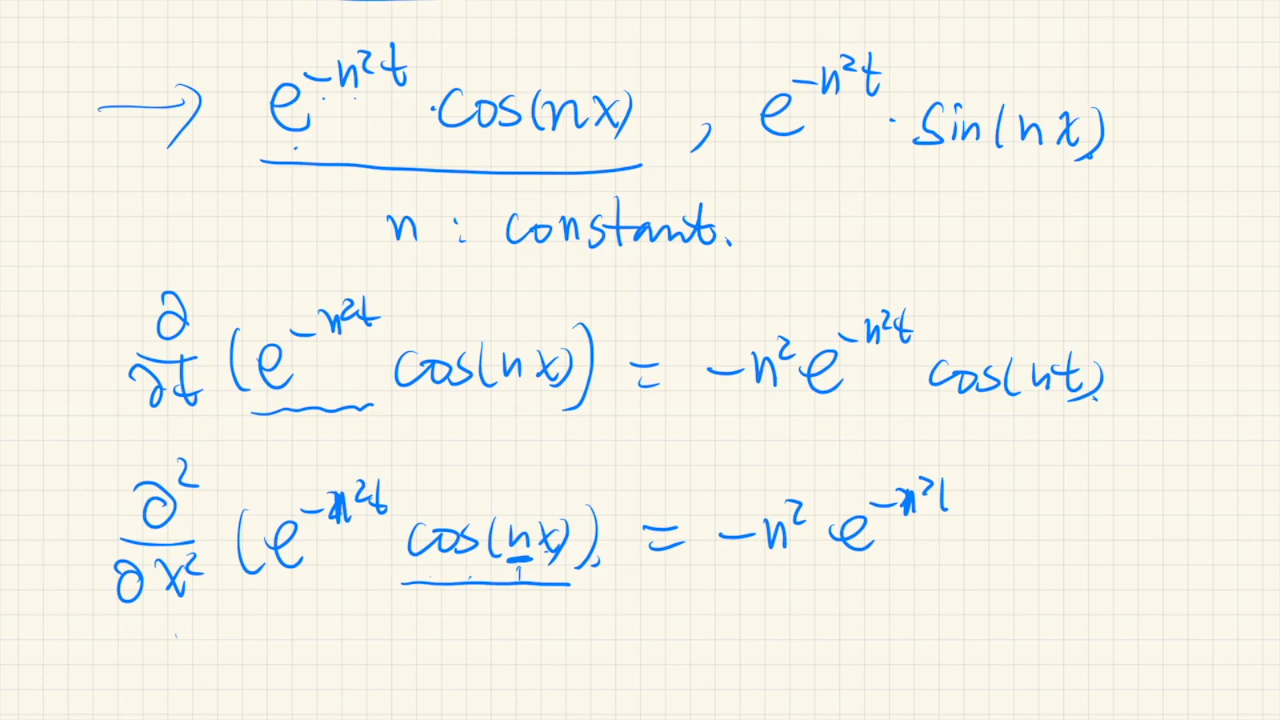 → e^{-n²t} · cos(nx) , e^{-n²t} · sin(nx)
n : constant.
∂/∂t (e^{-n²t} cos(nx)) = -n² e^{-n²t} cos(nt)
∂²/∂x² (e^{-n²t} cos(nx)) = -n² e^{-n²l